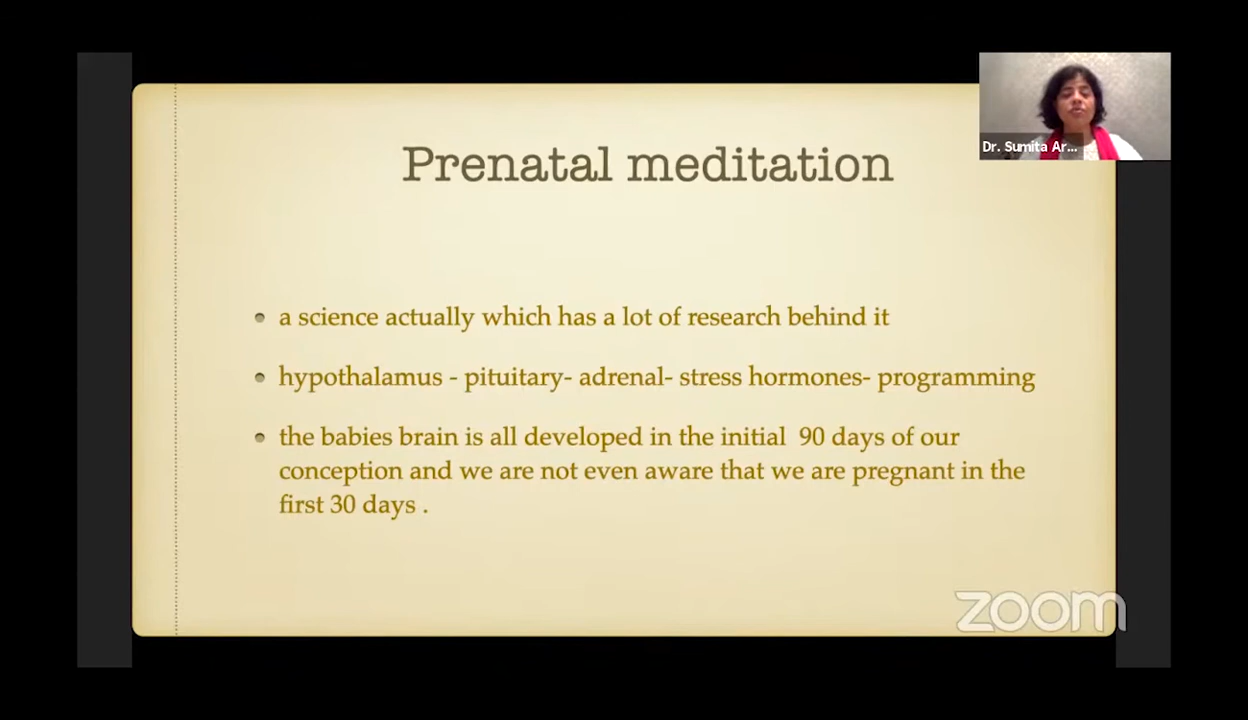 Dr. Sumita Ar...
Prenatal meditation
a science actually which has a lot of research behind it
hypothalamus - pituitary- adrenal- stress hormones- programming
the babies brain is all developed in the initial 90 days of our
conception and we are not even aware that we are pregnant in the
first 30 days .
zoom